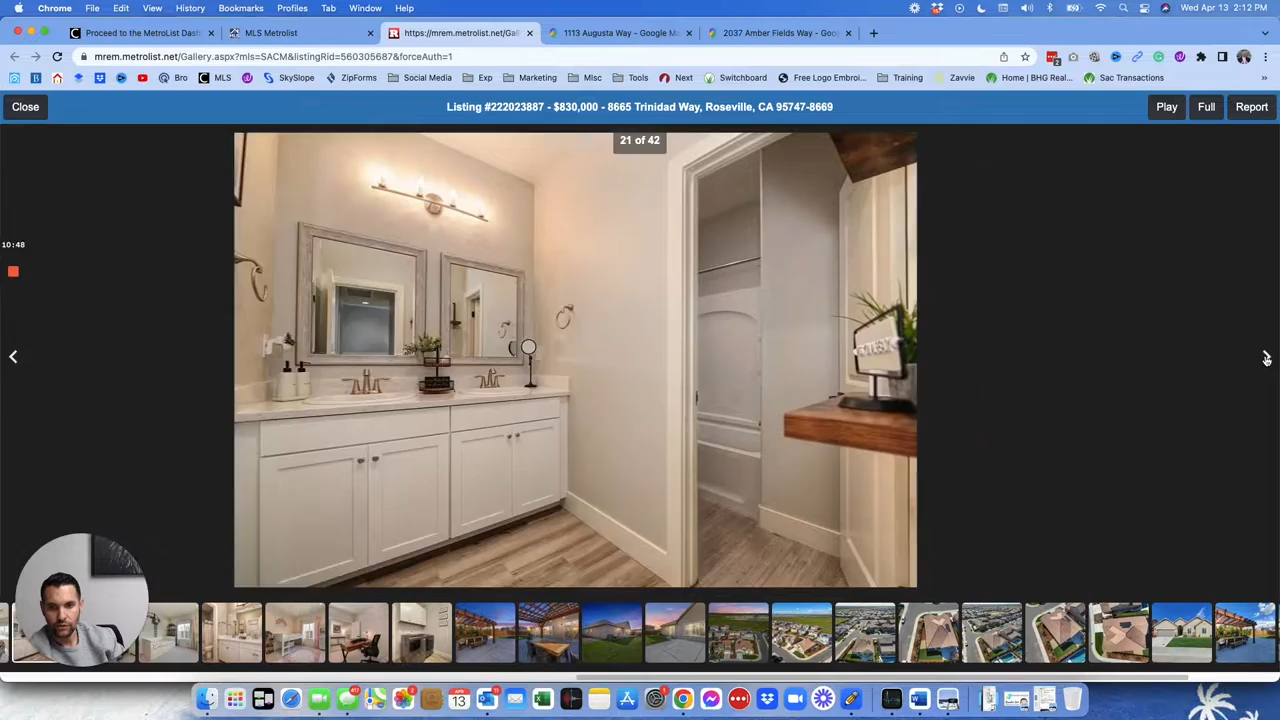 Chrome File Edit View History Bookmarks Profiles Tab Window Help Wed Apr 13 2:12 PM
Proceed to the MetroList Dash MLS Metrolist https://mrem.metrolist.net/Gal 1113 Augusta Way - Google M 2037 Amber Fields Way - Goo
mrem.metrolist.net/Gallery.aspx?mls=SACM&listingRid=560305687&forceAuth=1
Bro MLS SkySlope ZipForms Social Media Exp Marketing Misc Tools Next Switchboard Free Logo Embroi... Training Zavvie Home | BHG Real... Sac Transactions
Close Listing #222023887 - $830,000 - 8665 Trinidad Way, Roseville, CA 95747-8669 Play Full Report
21 of 42
10:48
APR
13